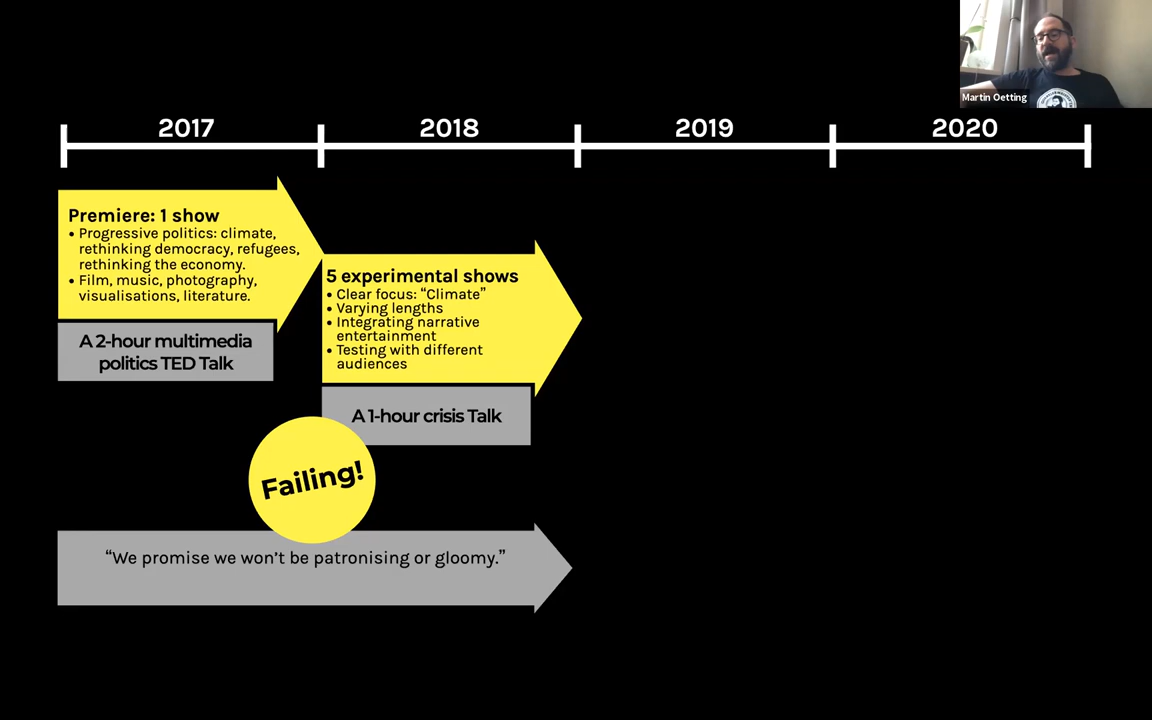 Martin Oetting
2017 2018 2019 2020
Premiere: 1 show
• Progressive politics: climate,
rethinking democracy, refugees,
rethinking the economy.
• Film, music, photography,
visualisations, literature.
A 2-hour multimedia
politics TED Talk
5 experimental shows
• Clear focus: “Climate”
• Varying lengths
• Integrating narrative
entertainment
• Testing with different
audiences
A 1-hour crisis Talk
Failing!
“We promise we won’t be patronising or gloomy.”